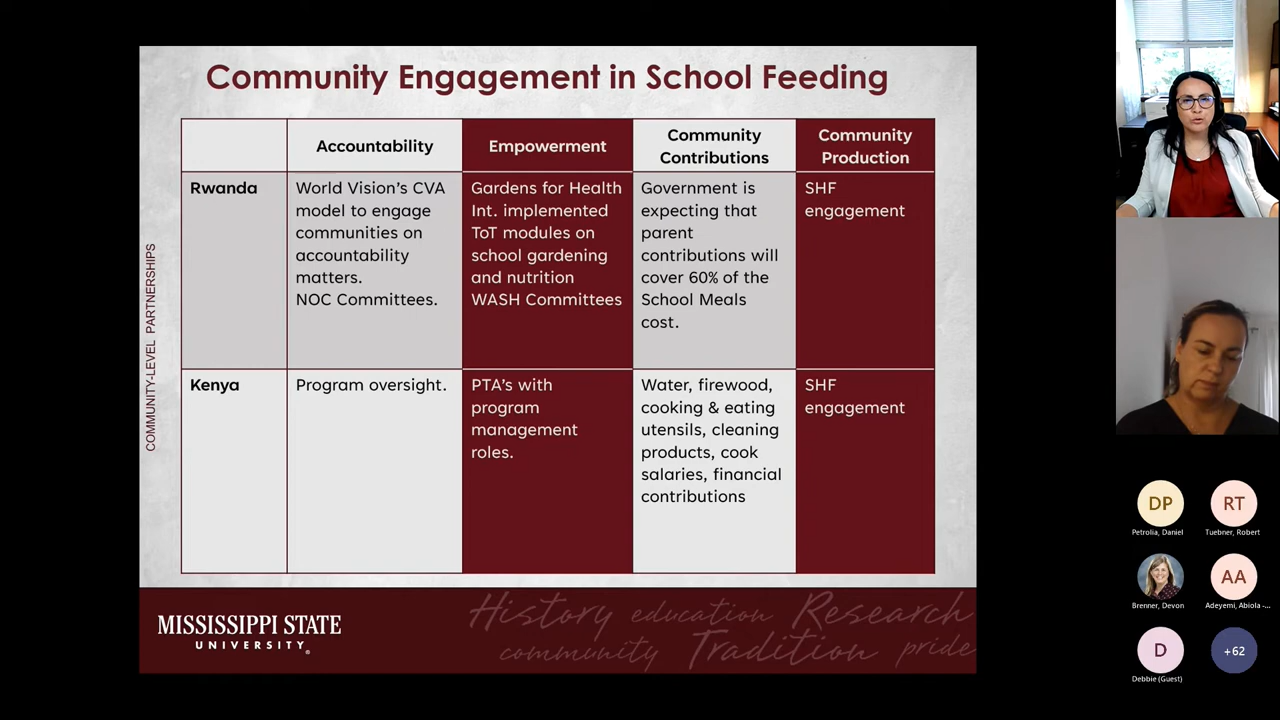 Community Engagement in School Feeding
COMMUNITY-LEVEL PARTNERSHIPS
Accountability
Empowerment
Community
Contributions
Community
Production
Rwanda
World Vision's CVA
model to engage
communities on
accountability
matters.
NOC Committees.
Gardens for Health
Int. implemented
ToT modules on
school gardening
and nutrition
WASH Committees
Government is
expecting that
parent
contributions will
cover 60% of the
School Meals
cost.
SHF
engagement
Kenya
Program oversight.
PTA's with
program
management
roles.
Water, firewood,
cooking & eating
utensils, cleaning
products, cook
salaries, financial
contributions
SHF
engagement
MISSISSIPPI STATE
UNIVERSITY®
History education Research
community Tradition pride
DP
Petrolia, Daniel
RT
Tuebner, Robert
Brenner, Devon
AA
Adeyemi, Abiola -...
D
Debbie (Guest)
+62